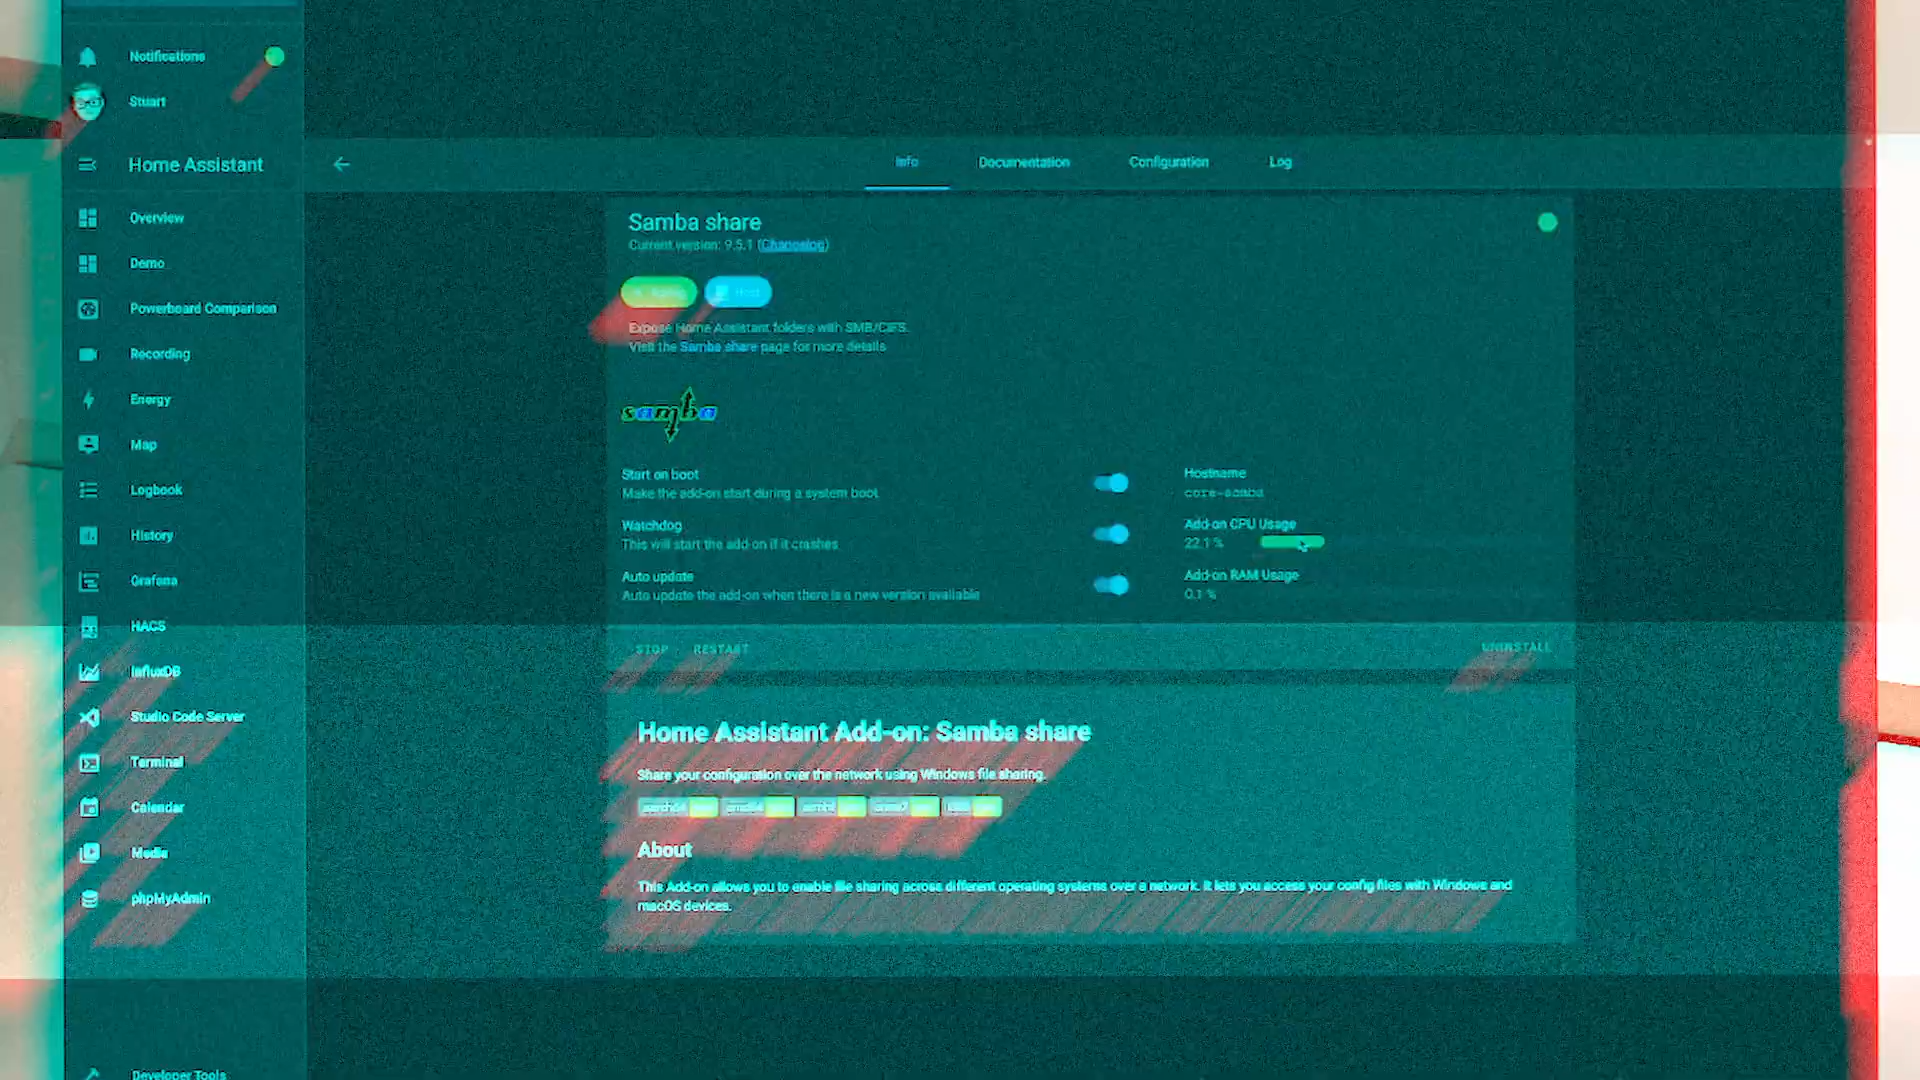 Notifications
Stuart
Home Assistant
Info
Documentation
Configuration
Log
Overview
Demo
Powerboard Comparison
Recording
Energy
Map
Logbook
History
Grafana
HACS
InfluxDB
Studio Code Server
Terminal
Calendar
Media
phpMyAdmin
Developer Tools
Samba share
Current version: 9.5.1 (Changelog)
Expose Home Assistant folders with SMB/CIFS.
Visit the Samba share page for more details
samba
Start on boot
Make the add-on start during a system boot
Watchdog
This will start the add-on if it crashes
Auto update
Auto update the add-on when there is a new version available
Hostname
core-samba
Add-on CPU Usage
22.1 %
Add-on RAM Usage
0.1 %
STOP
RESTART
UNINSTALL
Home Assistant Add-on: Samba share
Share your configuration over the network using Windows file sharing.
About
This Add-on allows you to enable file sharing across different operating systems over a network. It lets you access your config files with Windows and
macOS devices.